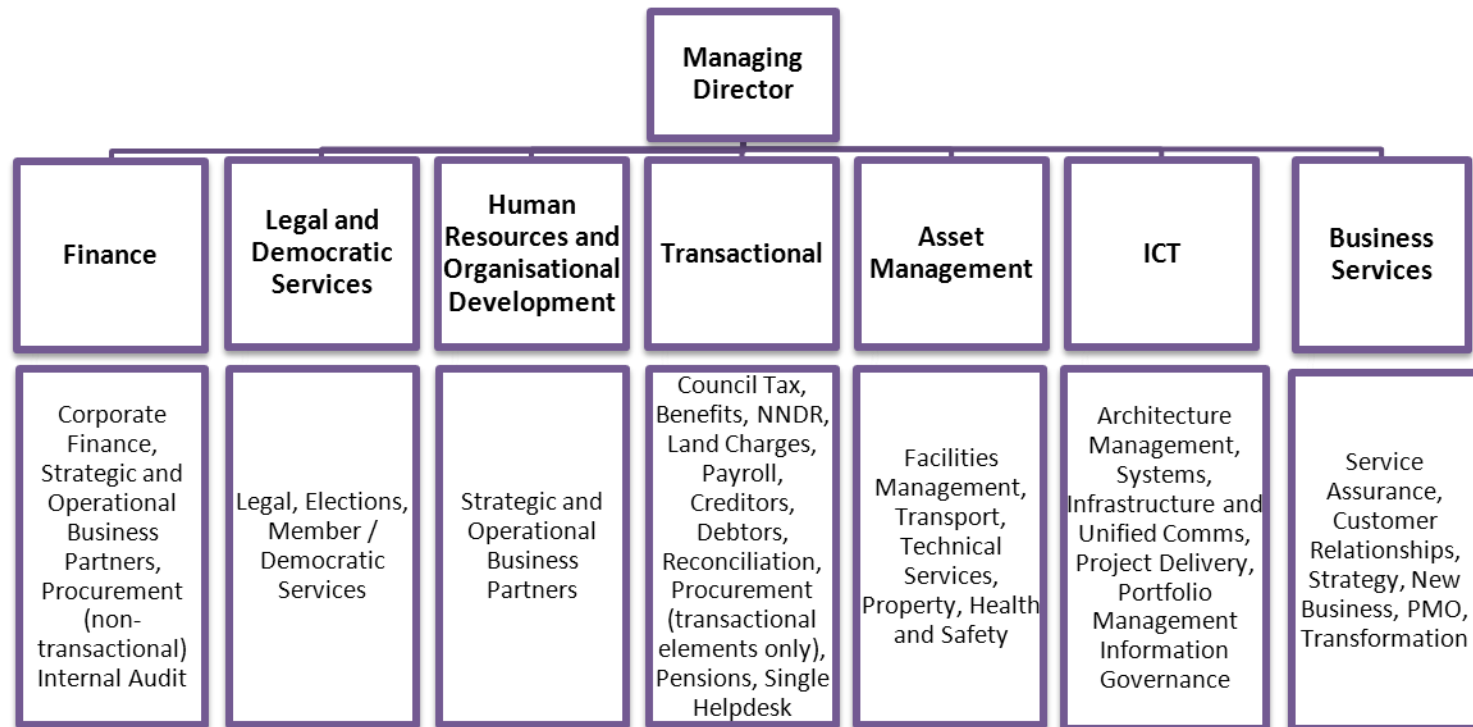 Managing
Director
Finance
Legal and
Democratic
Services
Human
Resources and
Organisational
Development
Transactional
Asset
Management
ICT
Business
Services
Corporate
Finance,
Strategic and
Operational
Business
Partners,
Procurement
(non-
transactional)
Internal Audit
Legal, Elections,
Member /
Democratic
Services
Strategic and
Operational
Business
Partners
Council Tax,
Benefits, NNDR,
Land Charges,
Payroll,
Creditors,
Debtors,
Reconciliation,
Procurement
(transactional
elements only),
Pensions, Single
Helpdesk
Facilities
Management,
Transport,
Technical
Services,
Property, Health
and Safety
Architecture
Management,
Systems,
Infrastructure and
Unified Comms,
Project Delivery,
Portfolio
Management
Information
Governance
Service
Assurance,
Customer
Relationships,
Strategy, New
Business, PMO,
Transformation